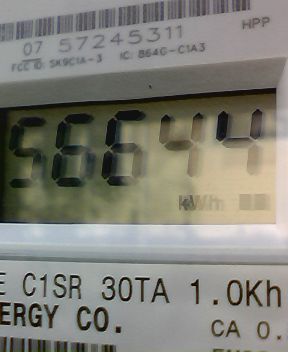 07 57245311 HPP
FCC ID: SK9C1A-3 IC: 864G-C1A3
56644
kWh
E C1SR 30TA 1.0Kh
ERGY CO. CA 0.